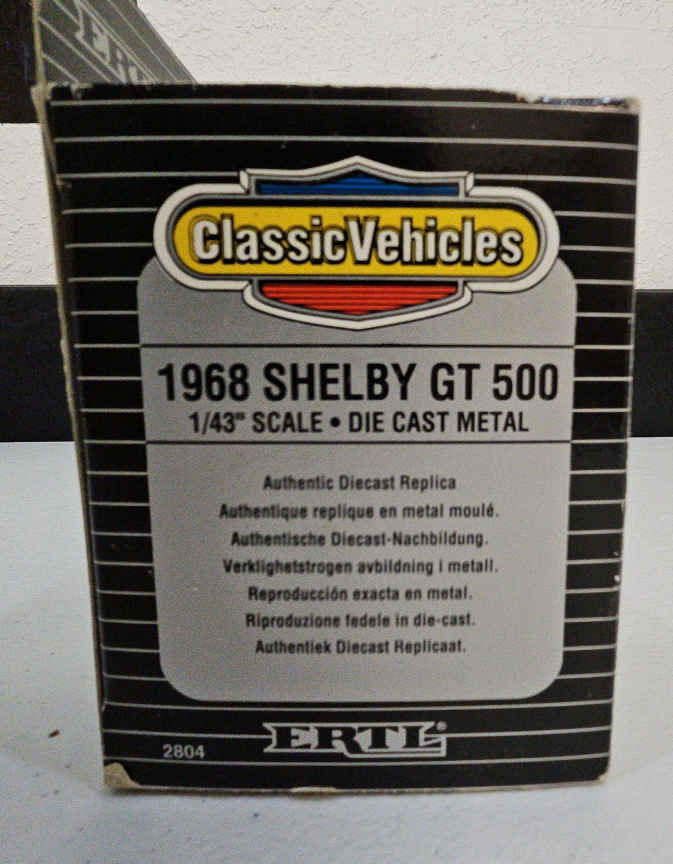 ERTL
ClassicVehicles
1968 SHELBY GT 500
1/43" SCALE • DIE CAST METAL
Authentic Diecast Replica
Authentique replique en metal moulé.
Authentische Diecast-Nachbildung.
Verklighetstrogen avbildning i metall.
Reproducción exacta en metal.
Riproduzione fedele in die-cast.
Authentiek Diecast Replicaat.
2804 ERTL®